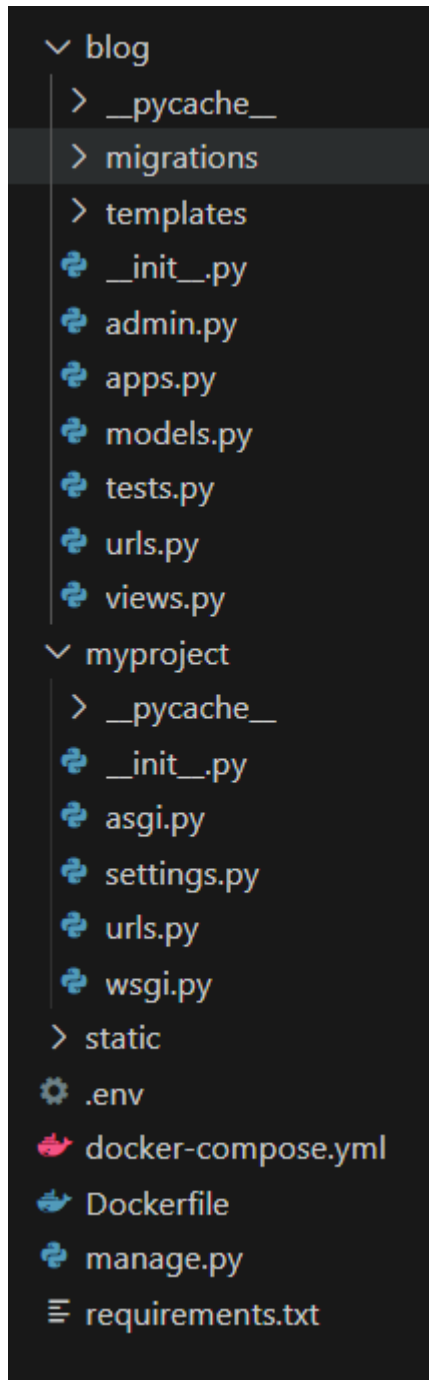 blog
__pycache__
migrations
templates
__init__.py
admin.py
apps.py
models.py
tests.py
urls.py
views.py
myproject
__pycache__
__init__.py
asgi.py
settings.py
urls.py
wsgi.py
static
.env
docker-compose.yml
Dockerfile
manage.py
requirements.txt